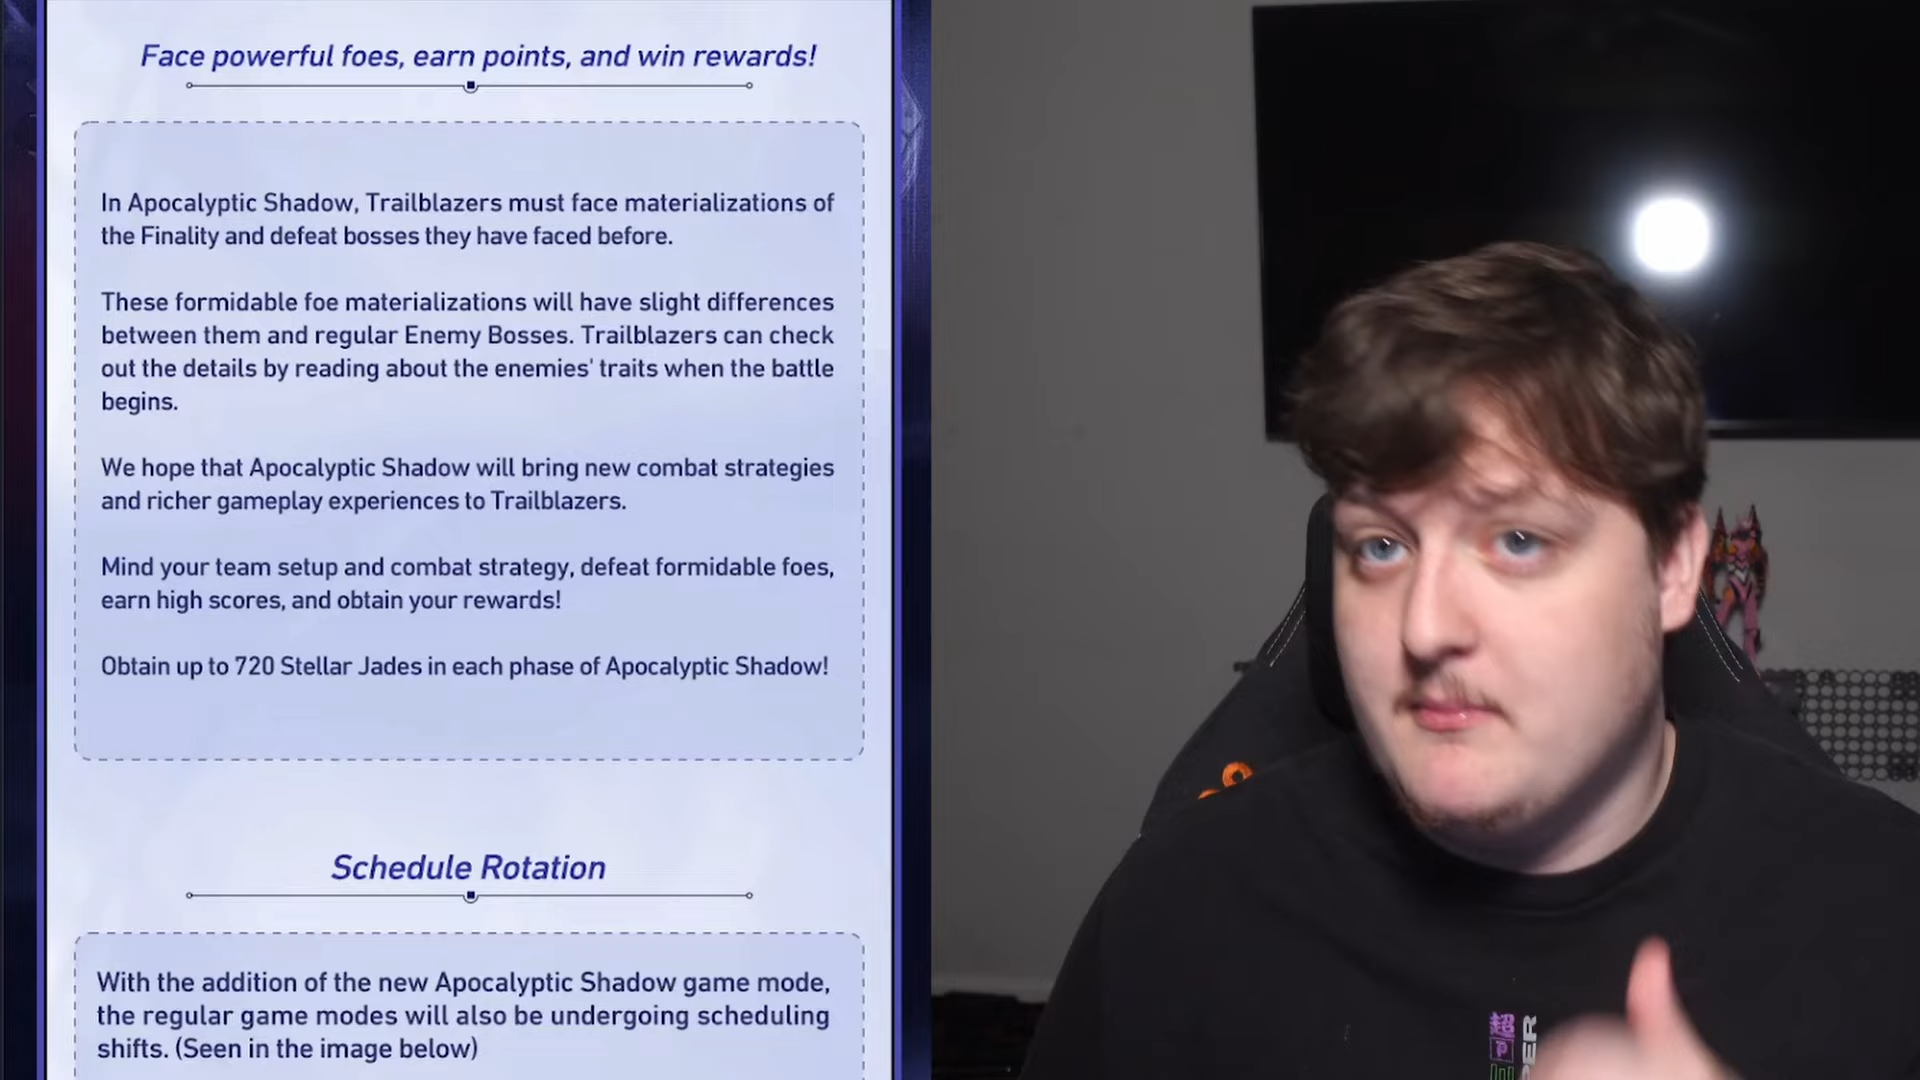 Face powerful foes, earn points, and win rewards!
In Apocalyptic Shadow, Trailblazers must face materializations of
the Finality and defeat bosses they have faced before.
These formidable foe materializations will have slight differences
between them and regular Enemy Bosses. Trailblazers can check
out the details by reading about the enemies' traits when the battle
begins.
We hope that Apocalyptic Shadow will bring new combat strategies
and richer gameplay experiences to Trailblazers.
Mind your team setup and combat strategy, defeat formidable foes,
earn high scores, and obtain your rewards!
Obtain up to 720 Stellar Jades in each phase of Apocalyptic Shadow!
Schedule Rotation
With the addition of the new Apocalyptic Shadow game mode,
the regular game modes will also be undergoing scheduling
shifts. (Seen in the image below)
超
P